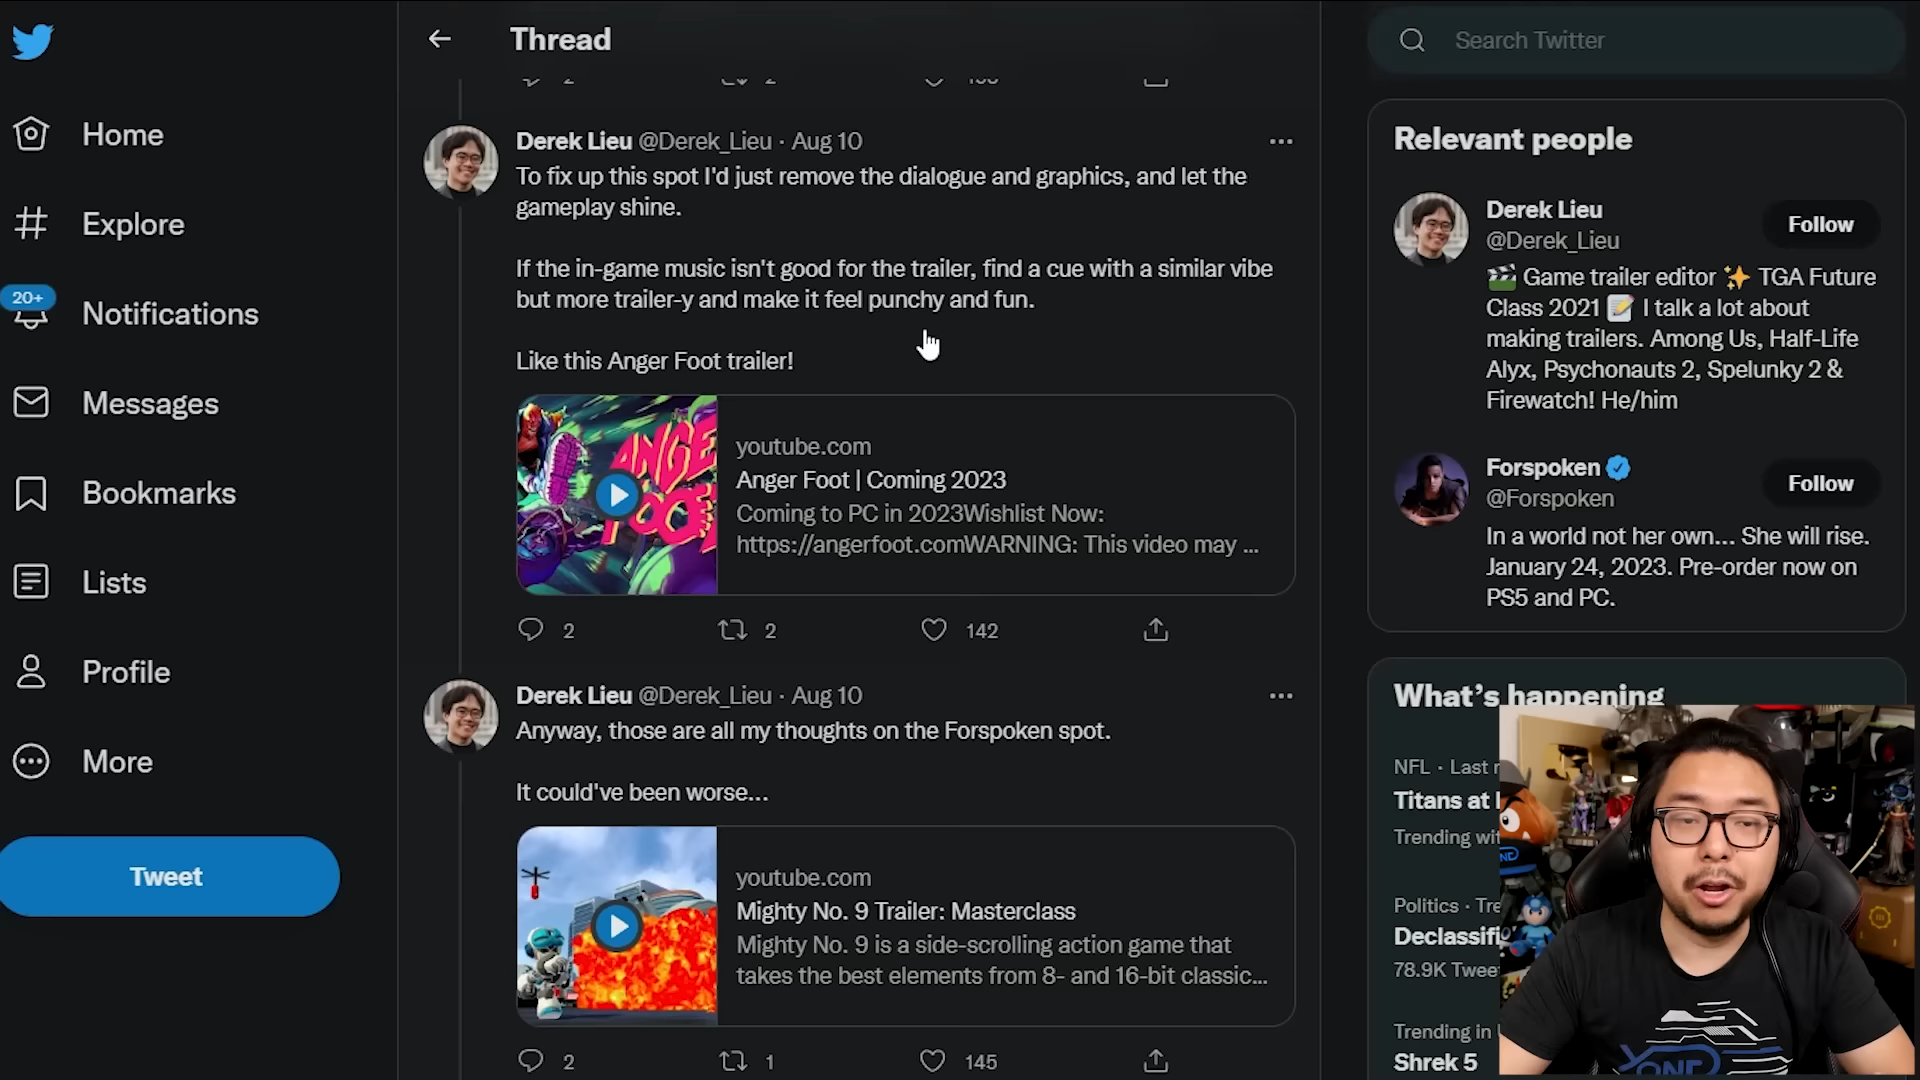 Thread
Search Twitter
Home
Explore
20+
Notifications
Messages
Bookmarks
Lists
Profile
More
Tweet
2
2
Derek Lieu @Derek_Lieu · Aug 10
To fix up this spot I'd just remove the dialogue and graphics, and let the
gameplay shine.
If the in-game music isn't good for the trailer, find a cue with a similar vibe
but more trailer-y and make it feel punchy and fun.
Like this Anger Foot trailer!
youtube.com
Anger Foot | Coming 2023
Coming to PC in 2023Wishlist Now:
https://angerfoot.comWARNING: This video may ...
2 2 142
Derek Lieu @Derek_Lieu · Aug 10
Anyway, those are all my thoughts on the Forspoken spot.
It could've been worse...
youtube.com
Mighty No. 9 Trailer: Masterclass
Mighty No. 9 is a side-scrolling action game that
takes the best elements from 8- and 16-bit classic...
2 1 145
Relevant people
Derek Lieu
@Derek_Lieu
Follow
🎬 Game trailer editor ✨ TGA Future
Class 2021 📝 I talk a lot about
making trailers. Among Us, Half-Life
Alyx, Psychonauts 2, Spelunky 2 &
Firewatch! He/him
Forspoken
@Forspoken
Follow
In a world not her own... She will rise.
January 24, 2023. Pre-order now on
PS5 and PC.
What's happening
NFL · Last
Titans at
Trending
Politics ·
78.9K
Trending in
Shrek 5